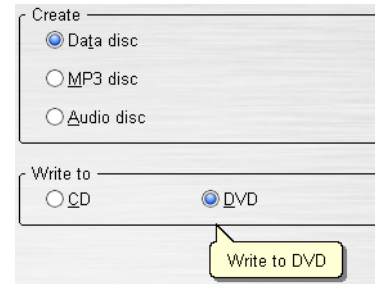 Create
Data disc
MP3 disc
Audio disc
Write to
CD DVD
Write to DVD